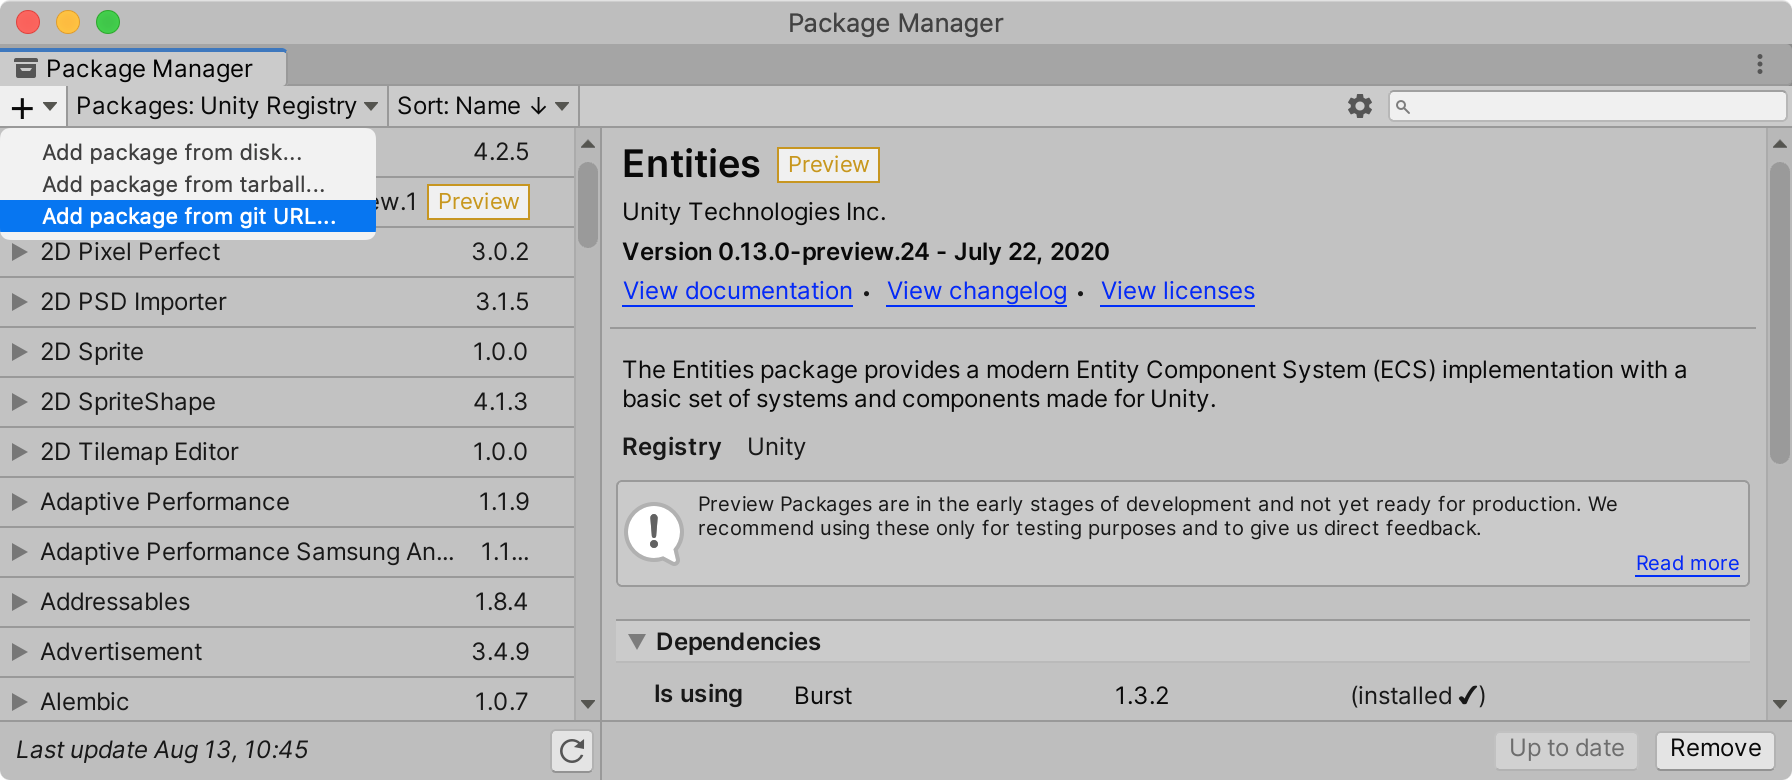 Package Manager
Package Manager
Packages: Unity Registry
Sort: Name ↓
Add package from disk...
Add package from tarball...
Add package from git URL...
4.2.5
Preview
2D Pixel Perfect 3.0.2
2D PSD Importer 3.1.5
2D Sprite 1.0.0
2D SpriteShape 4.1.3
2D Tilemap Editor 1.0.0
Adaptive Performance 1.1.9
Adaptive Performance Samsung An... 1.1...
Addressables 1.8.4
Advertisement 3.4.9
Alembic 1.0.7
Last update Aug 13, 10:45
Entities Preview
Unity Technologies Inc.
Version 0.13.0-preview.24 - July 22, 2020
View documentation • View changelog • View licenses
The Entities package provides a modern Entity Component System (ECS) implementation with a
basic set of systems and components made for Unity.
Registry Unity
Preview Packages are in the early stages of development and not yet ready for production. We
recommend using these only for testing purposes and to give us direct feedback.
Read more
Dependencies
Is using Burst 1.3.2 (installed ✔)
Up to date
Remove